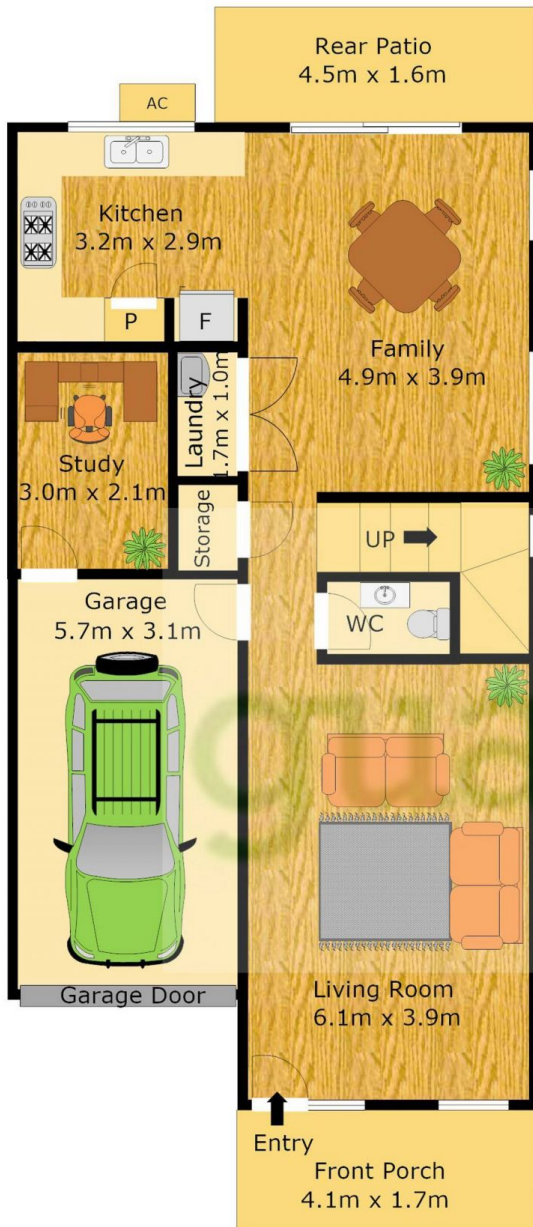 Rear Patio
4.5m x 1.6m
AC
Kitchen
3.2m x 2.9m
P
F
Family
4.9m x 3.9m
Laundry
1.7m x 1.0m
Study
3.0m x 2.1m
Storage
UP
Garage
5.7m x 3.1m
WC
Living Room
6.1m x 3.9m
Garage Door
Entry
Front Porch
4.1m x 1.7m